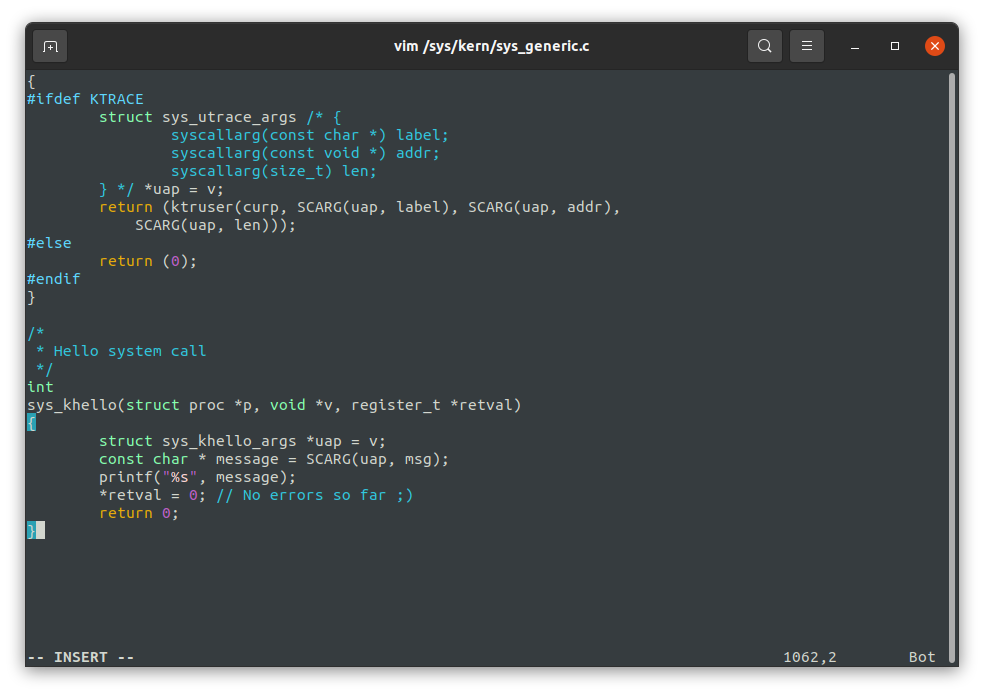 vim /sys/kern/sys_generic.c
{
#ifdef KTRACE
        struct sys_utrace_args /* {
                syscallarg(const char *) label;
                syscallarg(const void *) addr;
                syscallarg(size_t) len;
        } */ *uap = v;
        return (ktruser(curp, SCARG(uap, label), SCARG(uap, addr),
            SCARG(uap, len)));
#else
        return (0);
#endif
}

/*
 * Hello system call
 */
int
sys_khello(struct proc *p, void *v, register_t *retval)
{
        struct sys_khello_args *uap = v;
        const char * message = SCARG(uap, msg);
        printf("%s", message);
        *retval = 0; // No errors so far ;)
        return 0;
}
-- INSERT -- 1062,2 Bot